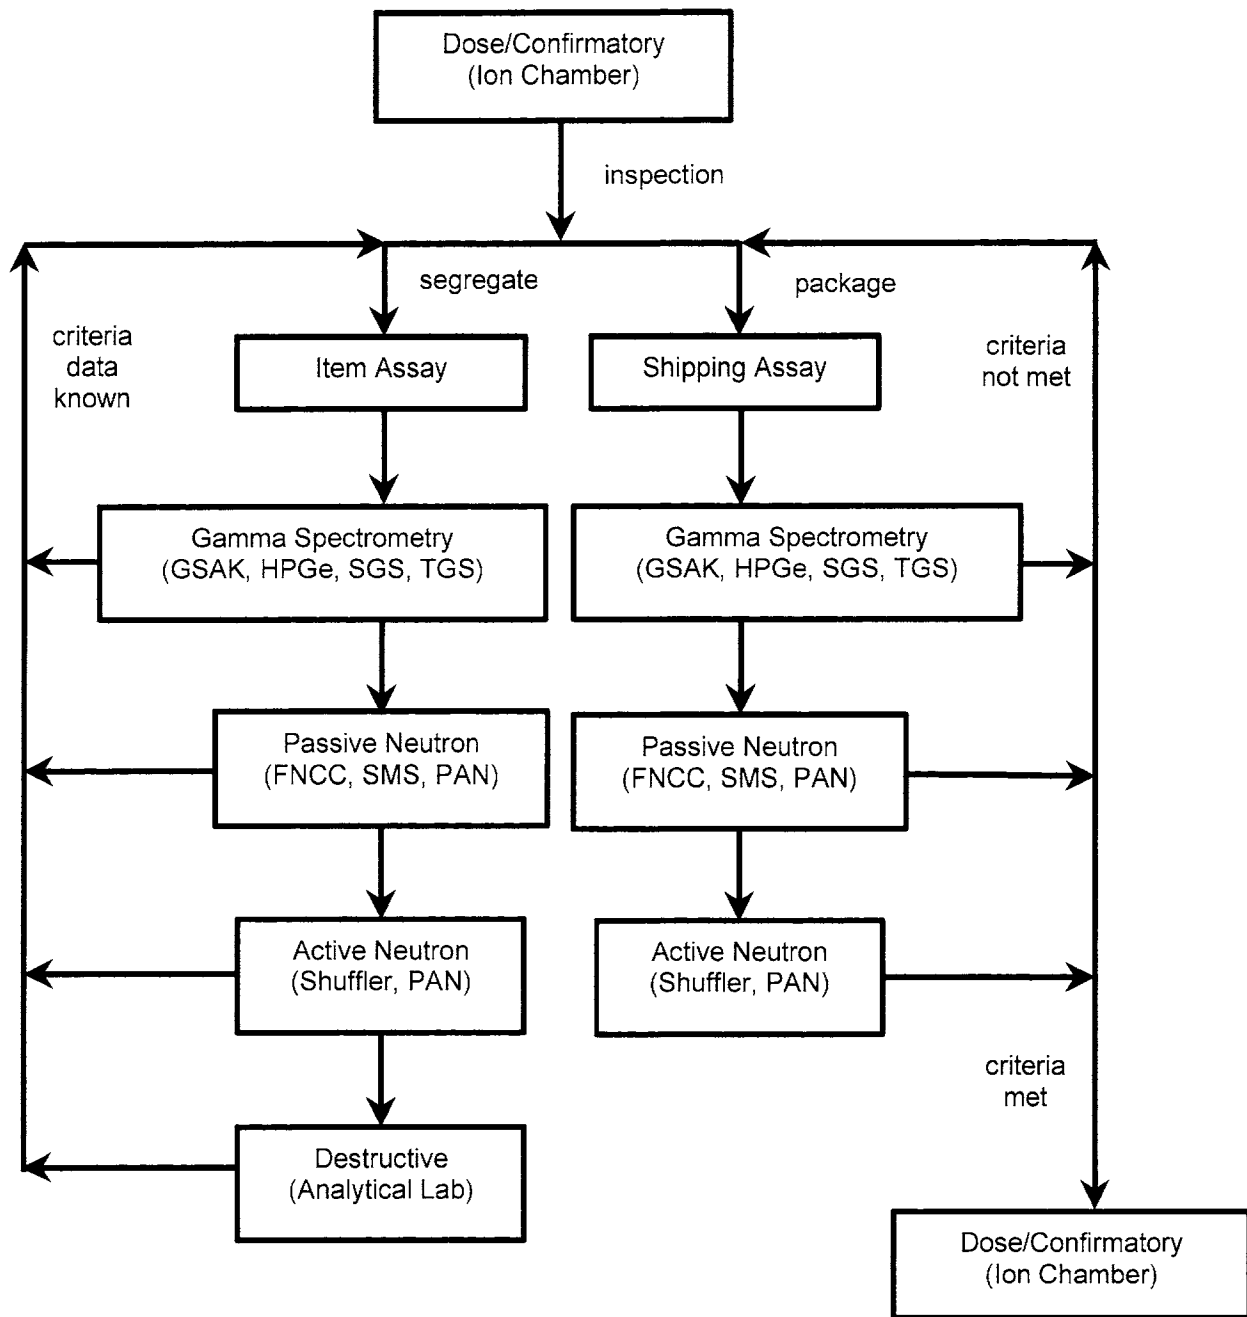 Dose/Confirmatory
(Ion Chamber)
inspection
segregate
package
criteria
data
known
Item Assay
Shipping Assay
criteria
not met
Gamma Spectrometry
(GSAK, HPGe, SGS, TGS)
Gamma Spectrometry
(GSAK, HPGe, SGS, TGS)
Passive Neutron
(FNCC, SMS, PAN)
Passive Neutron
(FNCC, SMS, PAN)
Active Neutron
(Shuffler, PAN)
Active Neutron
(Shuffler, PAN)
criteria
met
Destructive
(Analytical Lab)
Dose/Confirmatory
(Ion Chamber)